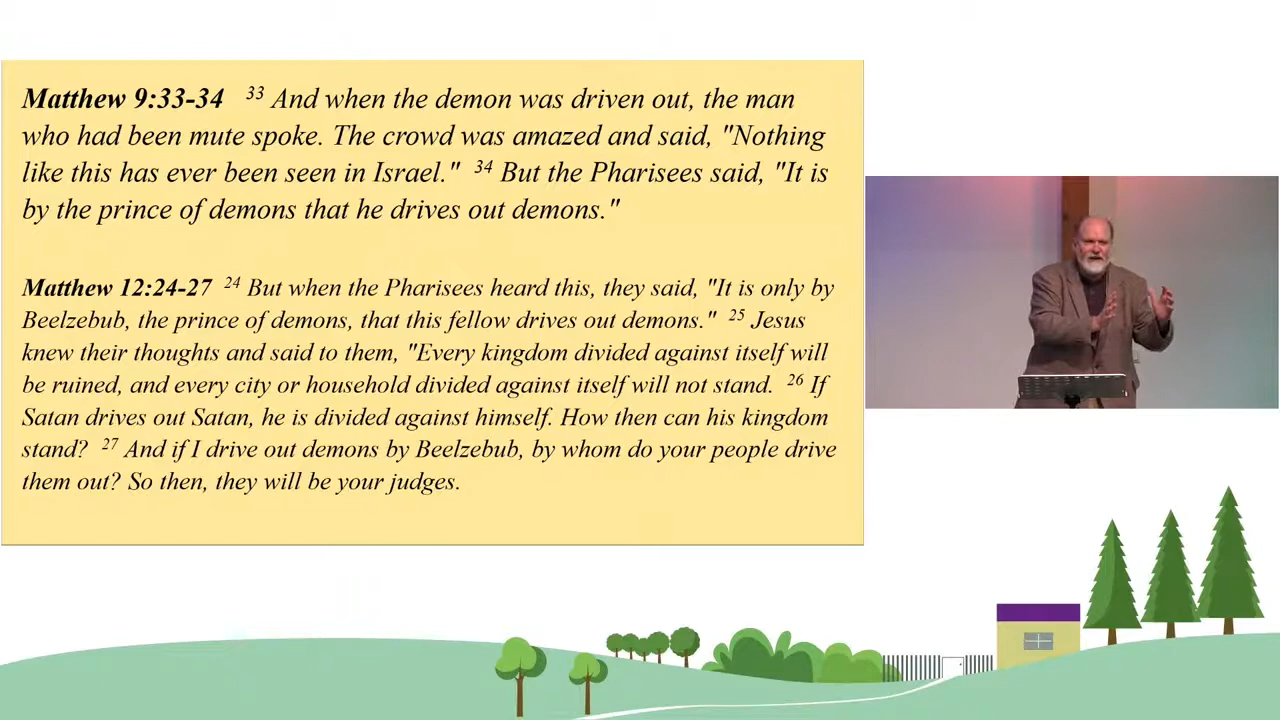 Matthew 9:33-34 33 And when the demon was driven out, the man
who had been mute spoke. The crowd was amazed and said, "Nothing
like this has ever been seen in Israel." 34 But the Pharisees said, "It is
by the prince of demons that he drives out demons."
Matthew 12:24-27 24 But when the Pharisees heard this, they said, "It is only by
Beelzebub, the prince of demons, that this fellow drives out demons." 25 Jesus
knew their thoughts and said to them, "Every kingdom divided against itself will
be ruined, and every city or household divided against itself will not stand. 26 If
Satan drives out Satan, he is divided against himself. How then can his kingdom
stand? 27 And if I drive out demons by Beelzebub, by whom do your people drive
them out? So then, they will be your judges.